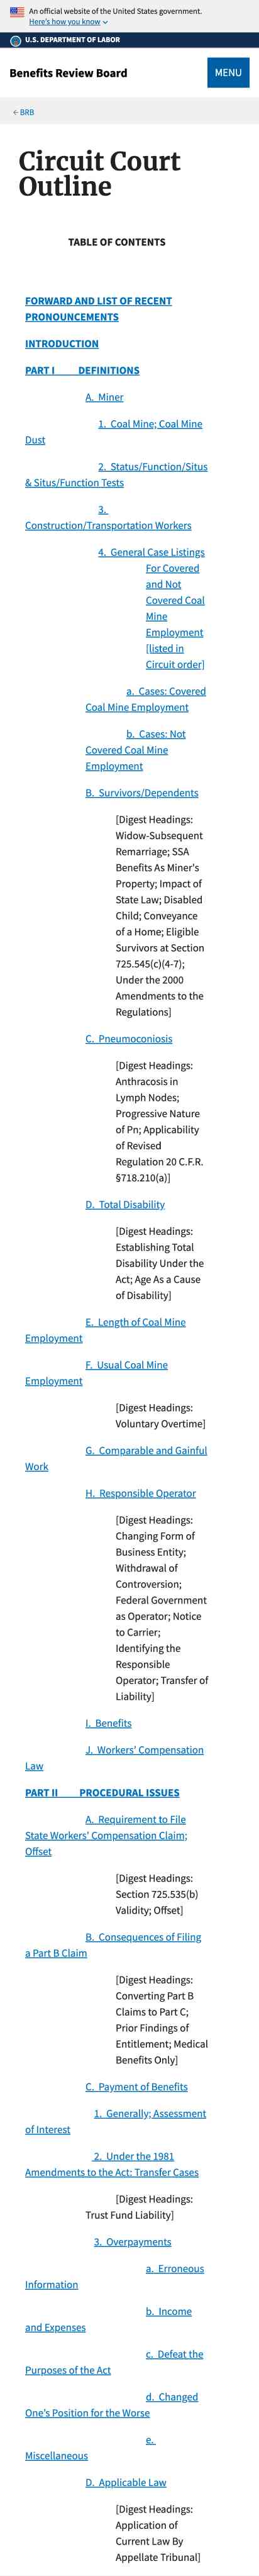 An official website of the United States government.
Here's how you know
U.S. DEPARTMENT OF LABOR
Benefits Review Board
MENU
← BRB
Circuit Court
Outline
TABLE OF CONTENTS
FORWARD AND LIST OF RECENT
PRONOUNCEMENTS
INTRODUCTION
PART I DEFINITIONS
A. Miner
1. Coal Mine; Coal Mine
Dust
2. Status/Function/Situs
& Situs/Function Tests
3.
Construction/Transportation Workers
4. General Case Listings
For Covered
and Not
Covered Coal
Mine
Employment
[listed in
Circuit order]
a. Cases: Covered
Coal Mine Employment
b. Cases: Not
Covered Coal Mine
Employment
B. Survivors/Dependents
[Digest Headings:
Widow-Subsequent
Remarriage; SSA
Benefits As Miner's
Property; Impact of
State Law; Disabled
Child; Conveyance
of a Home; Eligible
Survivors at Section
725.545(c)(4-7);
Under the 2000
Amendments to the
Regulations]
C. Pneumoconiosis
[Digest Headings:
Anthracosis in
Lymph Nodes;
Progressive Nature
of Pn; Applicability
of Revised
Regulation 20 C.F.R.
§718.210(a)]
D. Total Disability
[Digest Headings:
Establishing Total
Disability Under the
Act; Age As a Cause
of Disability]
E. Length of Coal Mine
Employment
F. Usual Coal Mine
Employment
[Digest Headings:
Voluntary Overtime]
G. Comparable and Gainful
Work
H. Responsible Operator
[Digest Headings:
Changing Form of
Business Entity;
Withdrawal of
Controversion;
Federal Government
as Operator; Notice
to Carrier;
Identifying the
Responsible
Operator; Transfer of
Liability]
I. Benefits
J. Workers' Compensation
Law
PART II PROCEDURAL ISSUES
A. Requirement to File
State Workers' Compensation Claim;
Offset
[Digest Headings:
Section 725.535(b)
Validity; Offset]
B. Consequences of Filing
a Part B Claim
[Digest Headings:
Converting Part B
Claims to Part C;
Prior Findings of
Entitlement; Medical
Benefits Only]
C. Payment of Benefits
1. Generally; Assessment
of Interest
2. Under the 1981
Amendments to the Act: Transfer Cases
[Digest Headings:
Trust Fund Liability]
3. Overpayments
a. Erroneous
Information
b. Income
and Expenses
c. Defeat the
Purposes of the Act
d. Changed
One's Position for the Worse
e.
Miscellaneous
D. Applicable Law
[Digest Headings:
Application of
Current Law By
Appellate Tribunal]